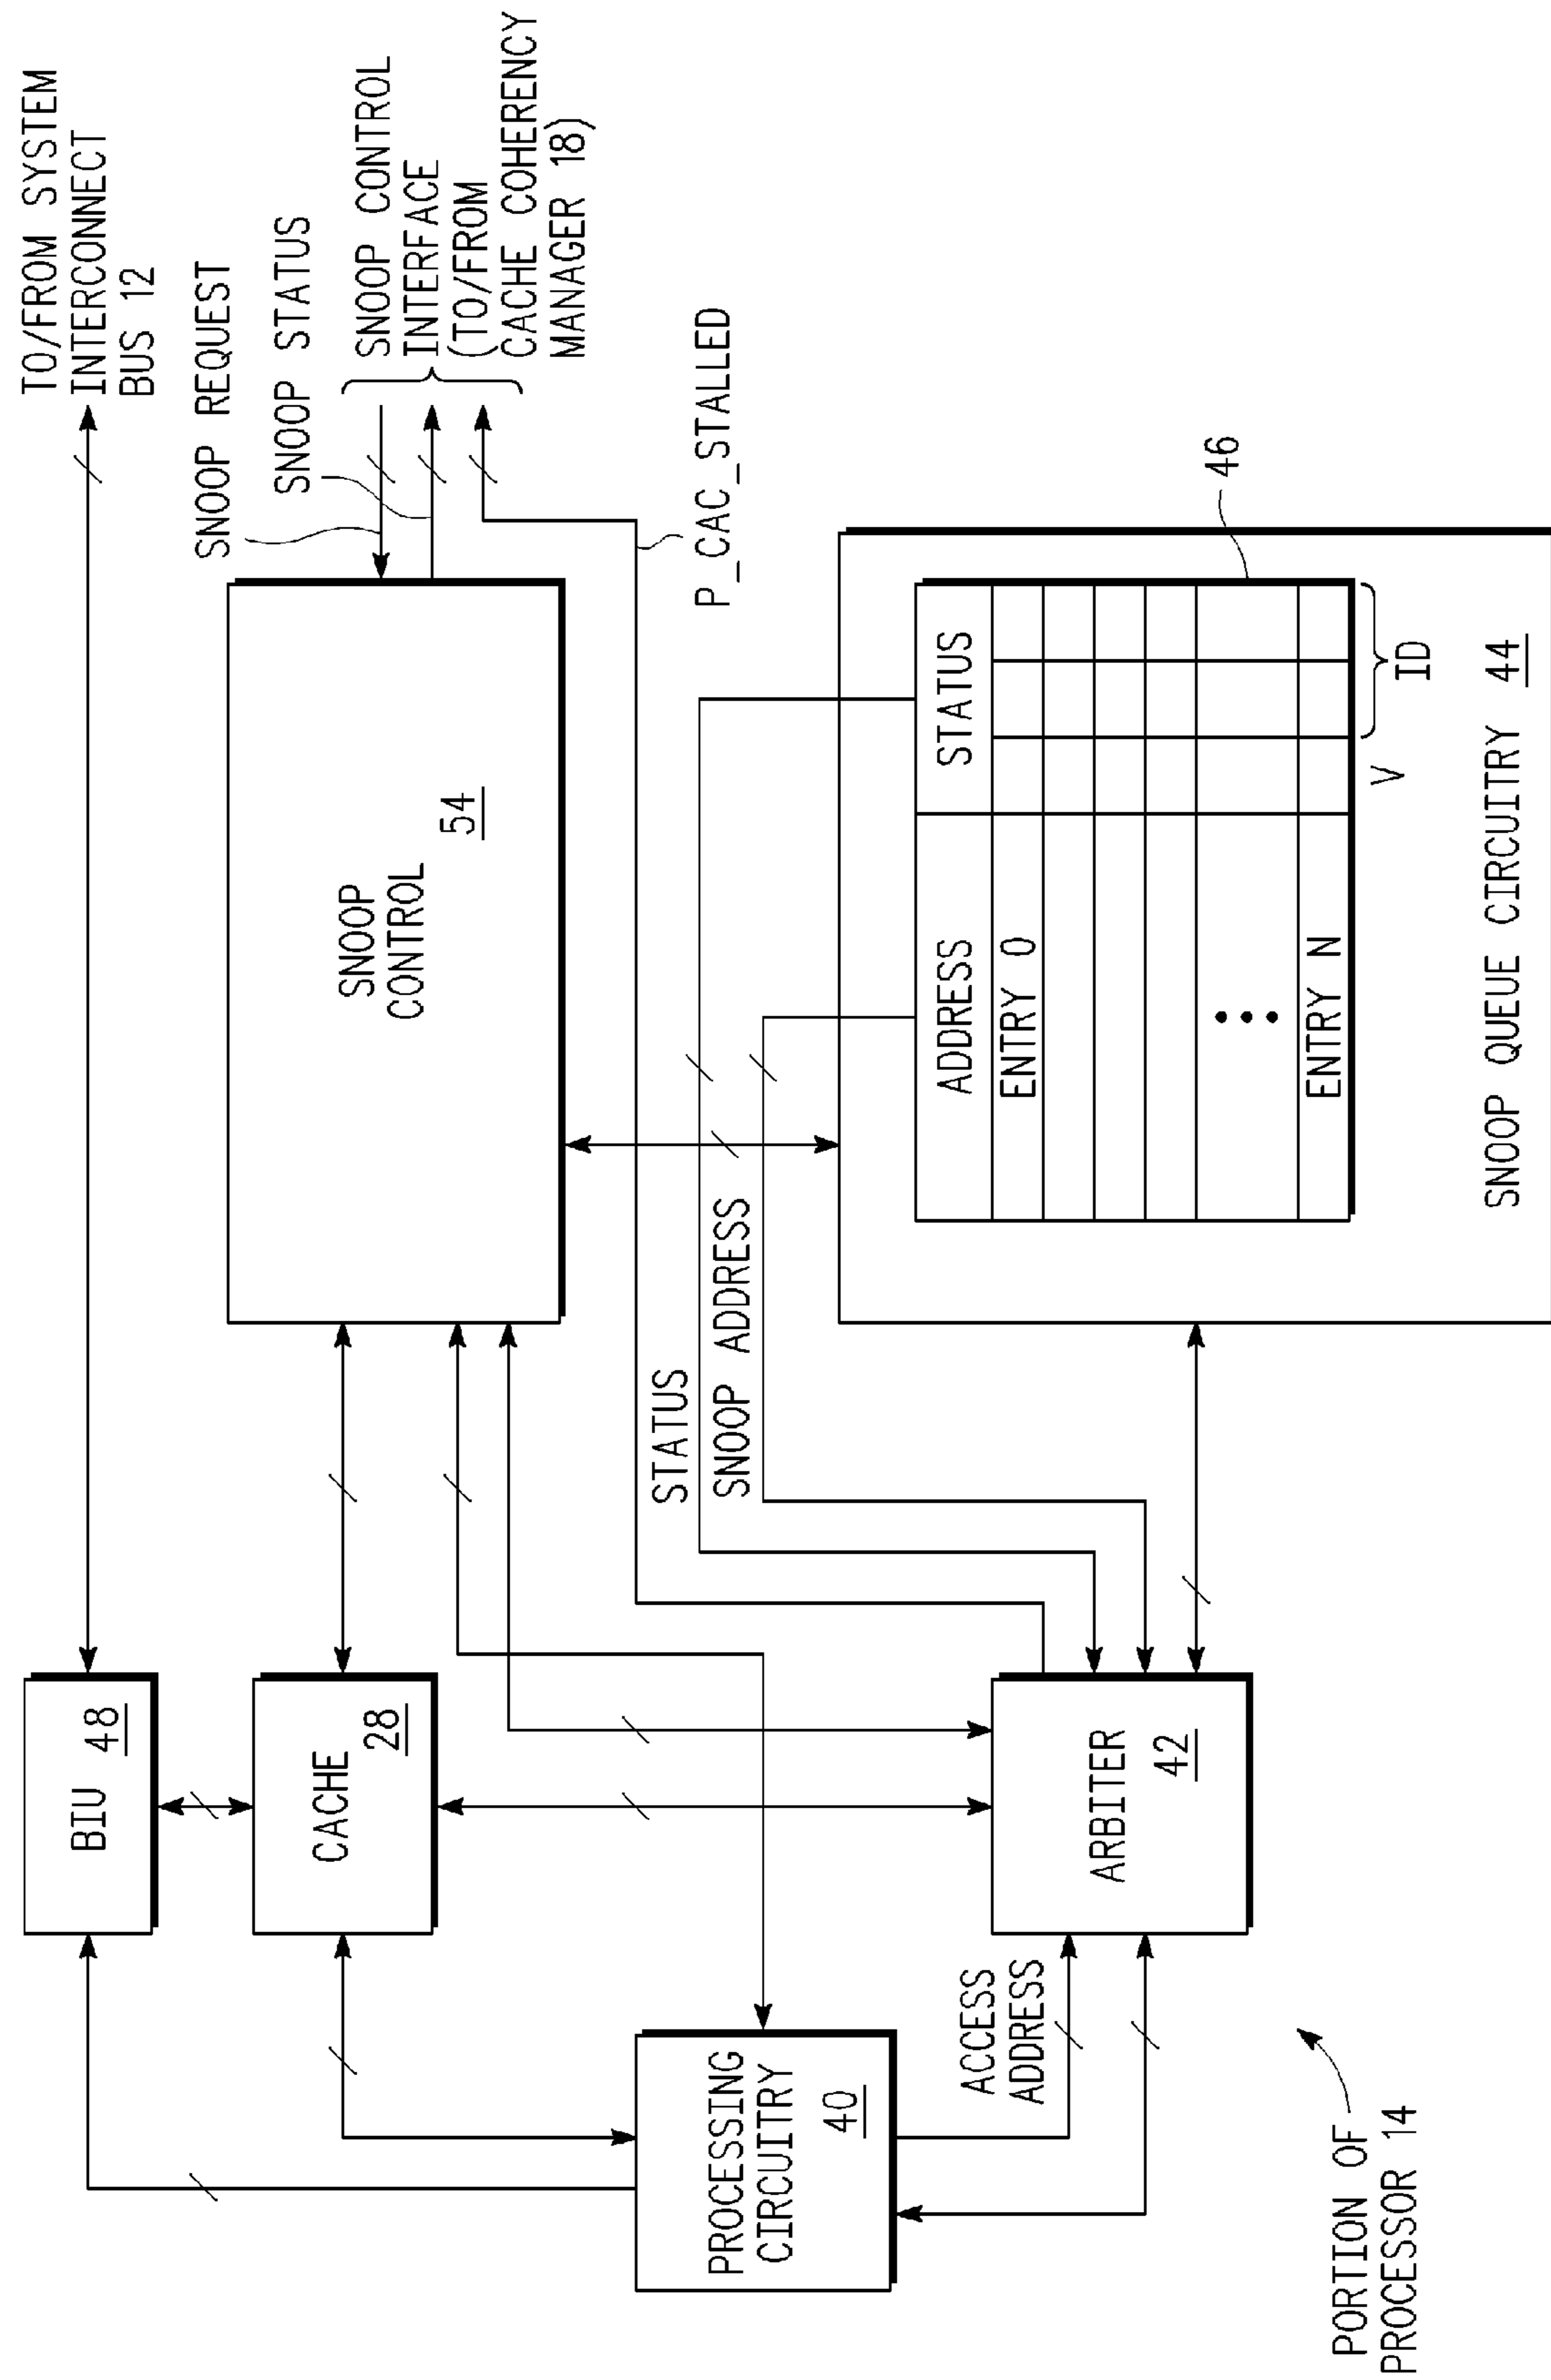 TO/FROM SYSTEM
INTERCONNECT
BUS 12
SNOOP REQUEST
SNOOP STATUS
SNOOP CONTROL
INTERFACE
(TO/FROM
CACHE COHERENCY
MANAGER 18)
P_CAC_STALLED
BIU 48
CACHE
28
SNOOP
CONTROL
54
STATUS
SNOOP ADDRESS
PROCESSING
CIRCUITRY
40
ACCESS
ADDRESS
ARBITER
42
ADDRESS STATUS
ENTRY 0
ENTRY N
46
V
ID
SNOOP QUEUE CIRCUITRY 44
PORTION OF
PROCESSOR 14